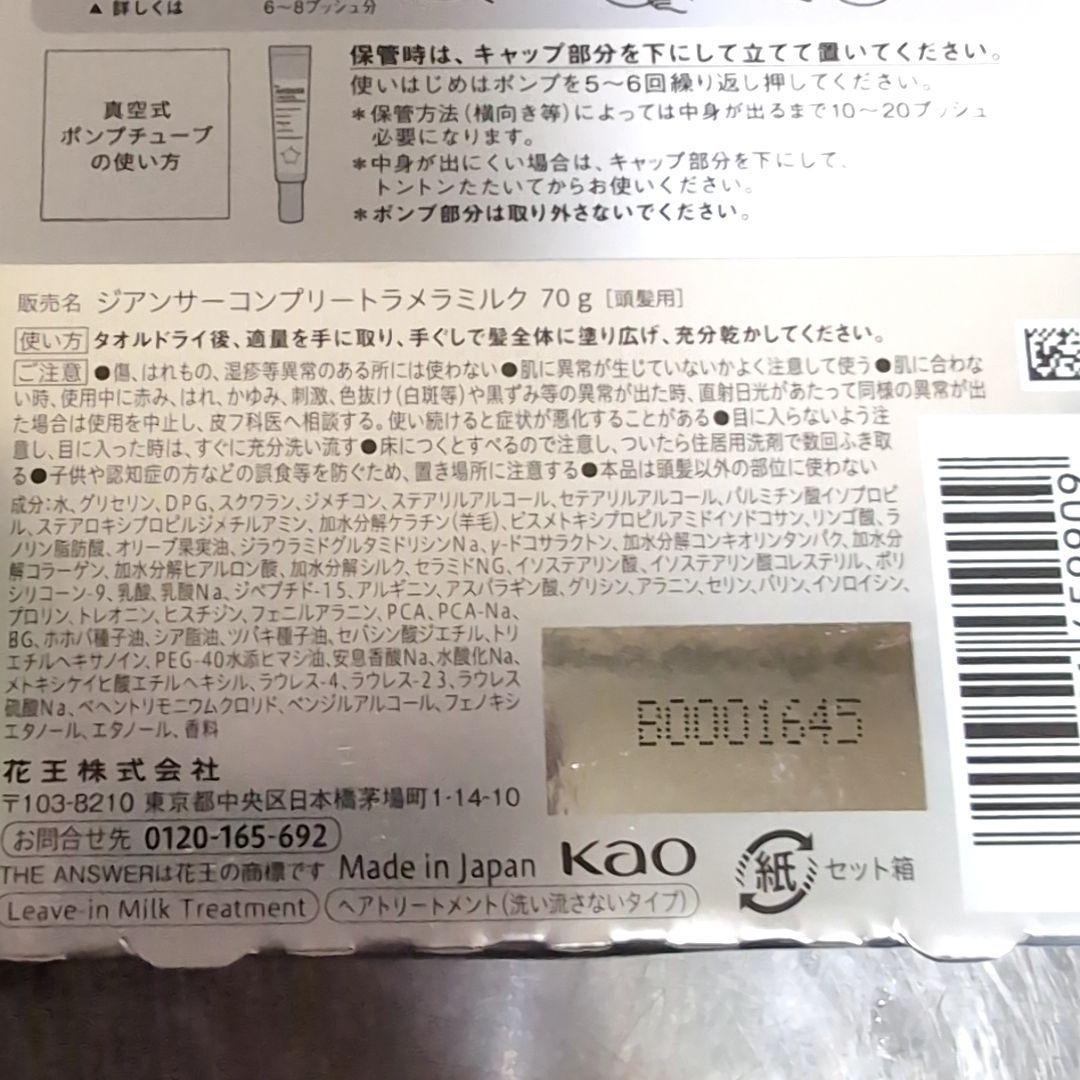 ▲ 詳しくは
6〜8プッシュ分
真空式
ポンプチューブ
の使い方
保管時は、キャップ部分を下にして立てて置いてください。
使いはじめはポンプを5〜6回繰り返し押してください。
＊保管方法（横向き等）によっては中身が出るまで10〜20プッシュ
必要になります。
＊中身が出にくい場合は、キャップ部分を下にして、
トントンたたいてからお使いください。
＊ポンプ部分は取り外さないでください。
販売名 ジアンサーコンプリートラメラミルク 70 g [頭髪用]
使い方 タオルドライ後、適量を手に取り、手ぐしで髪全体に塗り広げ、充分乾かしてください。
ご注意 ●傷、はれもの、湿疹等異常のある所には使わない●肌に異常が生じていないかよく注意して使う●肌に合わな
い時、使用中に赤み、はれ、かゆみ、刺激、色抜け(白斑等)や黒ずみ等の異常が出た時、直射日光があたって同様の異常が出
た場合は使用を中止し、皮フ科医へ相談する。使い続けると症状が悪化することがある●目に入らないよう注
意し、目に入った時は、すぐに充分洗い流す●床につくとすべるので注意し、ついたら住居用洗剤で数回ふき取
る●子供や認知症の方などの誤食等を防ぐため、置き場所に注意する●本品は頭髪以外の部位に使わない
成分：水、グリセリン、DPG、スクワラン、ジメチコン、ステアリルアルコール、セテアリルアルコール、パルミチン酸イソプロピ
ル、ステアロキシプロピルジメチルアミン、加水分解ケラチン(羊毛)、ビスメトキシプロピルアミドイソドコサン、リンゴ酸、ラ
ノリン脂肪酸、オリーブ果実油、ジラウラミドグルタミドリシンNa、γ-ドコサラクトン、加水分解コンキオリンタンパク、加水分
解コラーゲン、加水分解ヒアルロン酸、加水分解シルク、セラミドNG、イソステアリン酸、イソステアリン酸コレステリル、ポリ
シリコーン-9、乳酸、乳酸Na、ジペプチド-15、アルギニン、アスパラギン酸、グリシン、アラニン、セリン、バリン、イソロイシン、
プロリン、トレオニン、ヒスチジン、フェニルアラニン、PCA、PCA-Na、
BG、ホホバ種子油、シア脂油、ツバキ種子油、セバシン酸ジエチル、トリ
エチルヘキサノイン、PEG-40水添ヒマシ油、安息香酸Na、水酸化Na、
メトキシケイヒ酸エチルヘキシル、ラウレス-4、ラウレス-23、ラウレス
硫酸Na、ベヘントリモニウムクロリド、ベンジルアルコール、フェノキシ
エタノール、エタノール、香料
B0001645
花王株式会社
〒103-8210 東京都中央区日本橋茅場町1-14-10
お問合せ先 0120-165-692
THE ANSWERは花王の商標です Made in Japan Kao 紙 セット箱
Leave-in Milk Treatment ヘアトリートメント(洗い流さないタイプ)